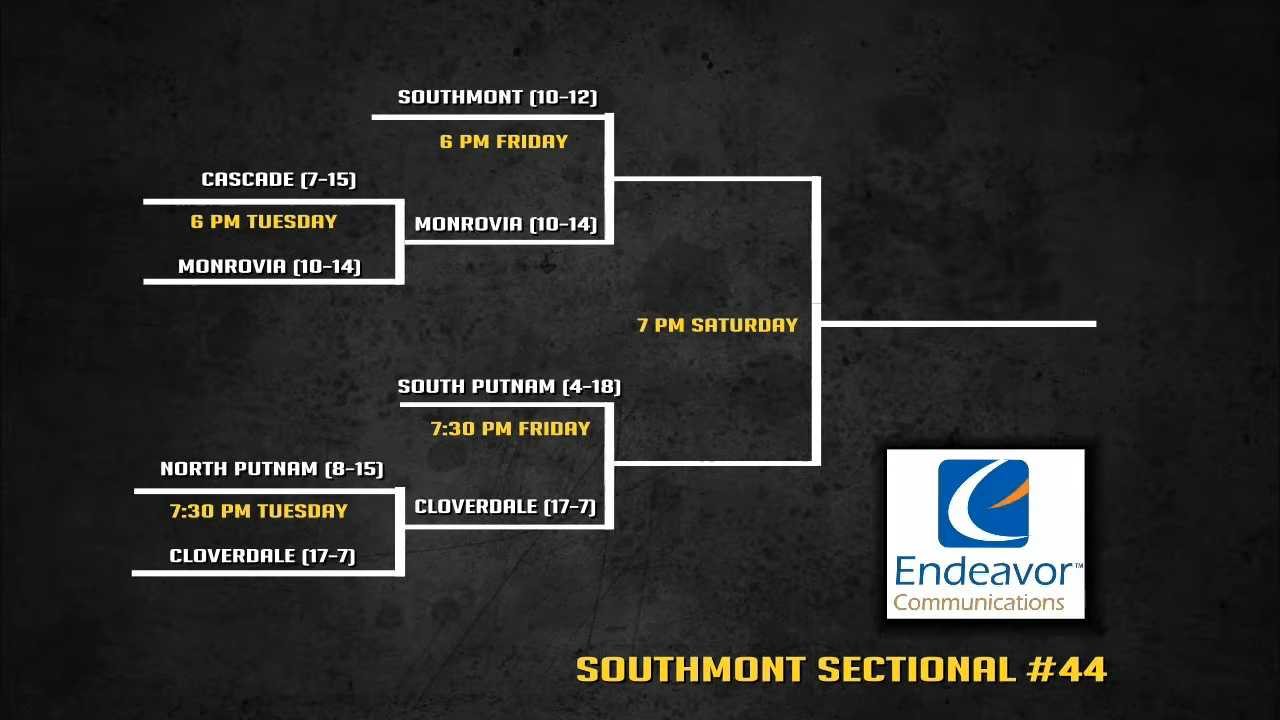 SOUTHMONT (10-12)
6 PM FRIDAY
CASCADE (7-15)
6 PM TUESDAY
MONROVIA (10-14)
MONROVIA (10-14)
7 PM SATURDAY
SOUTH PUTNAM (4-18)
7:30 PM FRIDAY
NORTH PUTNAM (8-15)
7:30 PM TUESDAY
CLOVERDALE (17-7)
CLOVERDALE (17-7)
Endeavor™
Communications
SOUTHMONT SECTIONAL #44